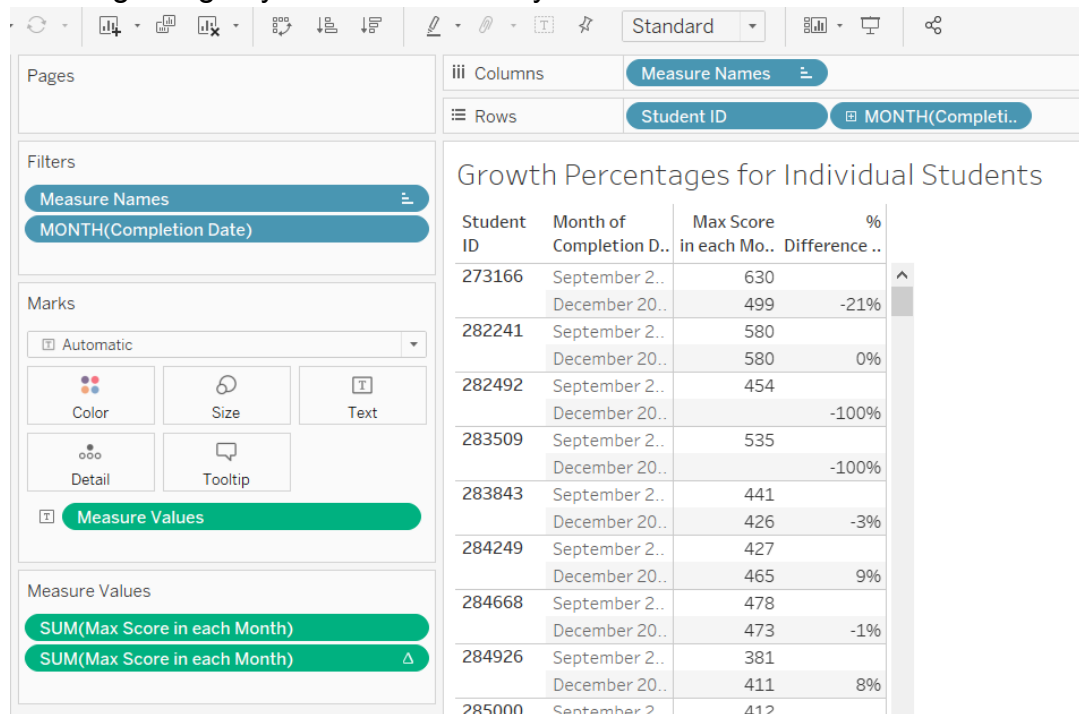 Standard
Pages
iii Columns
Measure Names
Rows
Student ID
MONTH(Completi..
Filters
Measure Names
MONTH(Completion Date)
Growth Percentages for Individual Students
Student ID
Month of Completion D..
Max Score in each Mo..
% Difference ..
273166 September 2.. 630
December 20.. 499 -21%
282241 September 2.. 580
December 20.. 580 0%
282492 September 2.. 454
December 20.. -100%
283509 September 2.. 535
December 20.. -100%
283843 September 2.. 441
December 20.. 426 -3%
284249 September 2.. 427
December 20.. 465 9%
284668 September 2.. 478
December 20.. 473 -1%
284926 September 2.. 381
December 20.. 411 8%
285000 September 2.. 412
Marks
T Automatic
Color
Size
T
Text
Detail
Tooltip
T Measure Values
Measure Values
SUM(Max Score in each Month)
SUM(Max Score in each Month) Δ